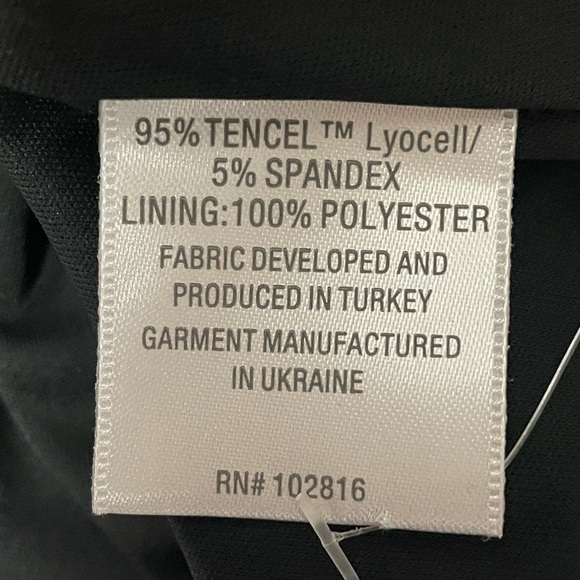 95% TENCEL™ Lyocell/
5% SPANDEX
LINING:100% POLYESTER
FABRIC DEVELOPED AND
PRODUCED IN TURKEY
GARMENT MANUFACTURED
IN UKRAINE
RN# 102816